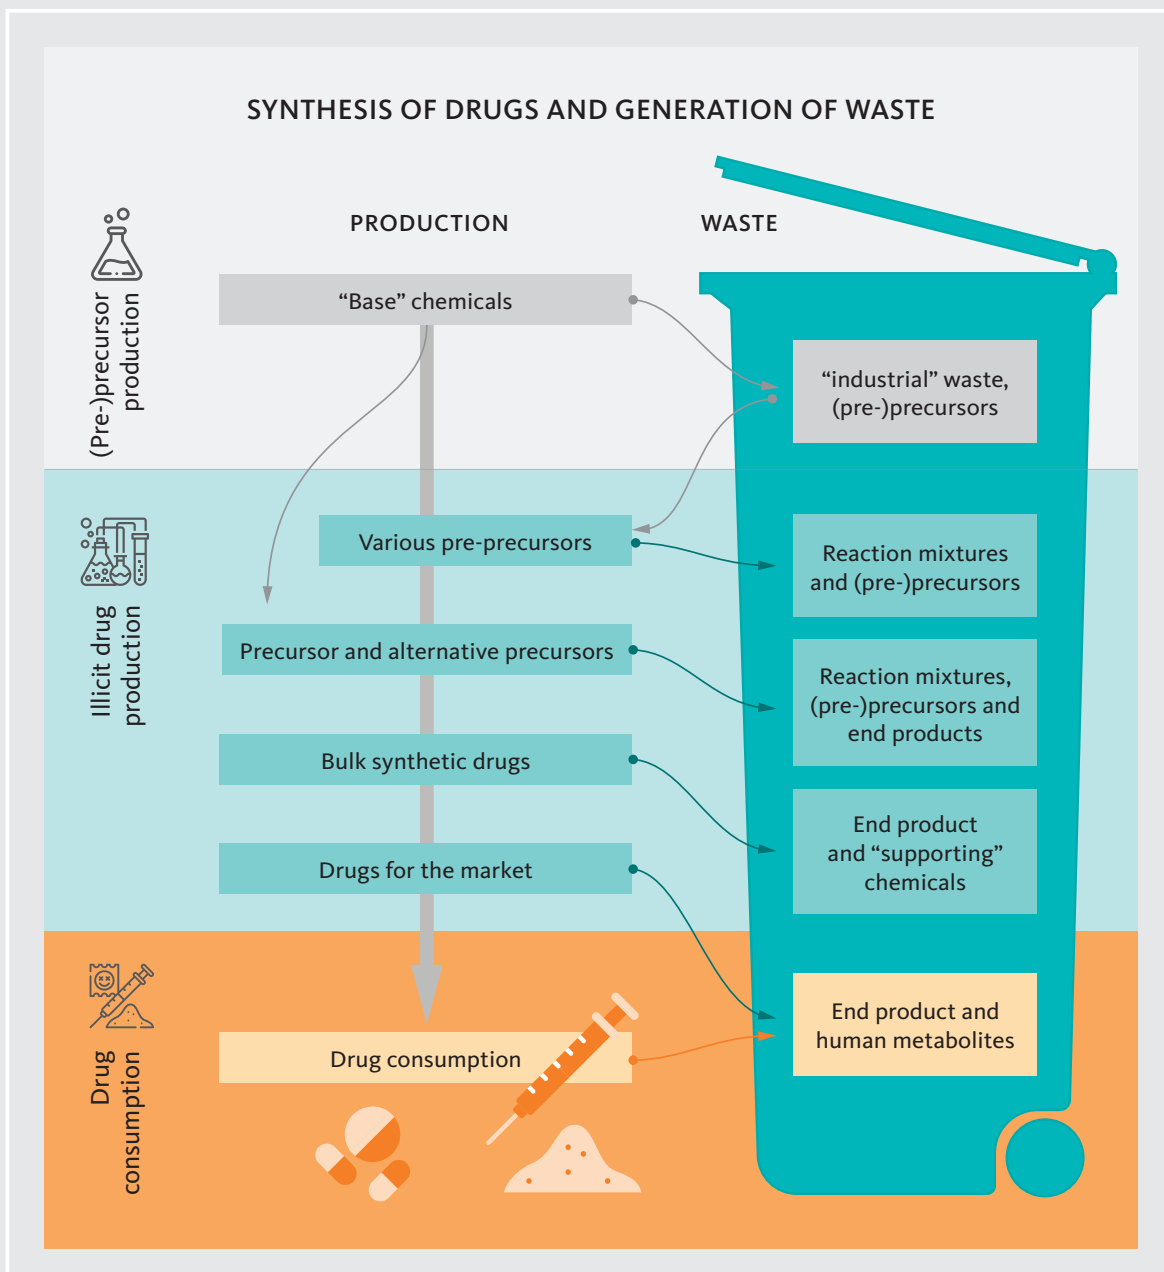 SYNTHESIS OF DRUGS AND GENERATION OF WASTE
PRODUCTION
WASTE
(Pre-)precursor
production
“Base” chemicals
“industrial” waste,
(pre-)precursors
Illicit drug
production
Various pre-precursors
Reaction mixtures
and (pre-)precursors
Precursor and alternative precursors
Reaction mixtures,
(pre-)precursors and
end products
Bulk synthetic drugs
End product
and “supporting”
chemicals
Drugs for the market
Drug
consumption
Drug consumption
End product and
human metabolites